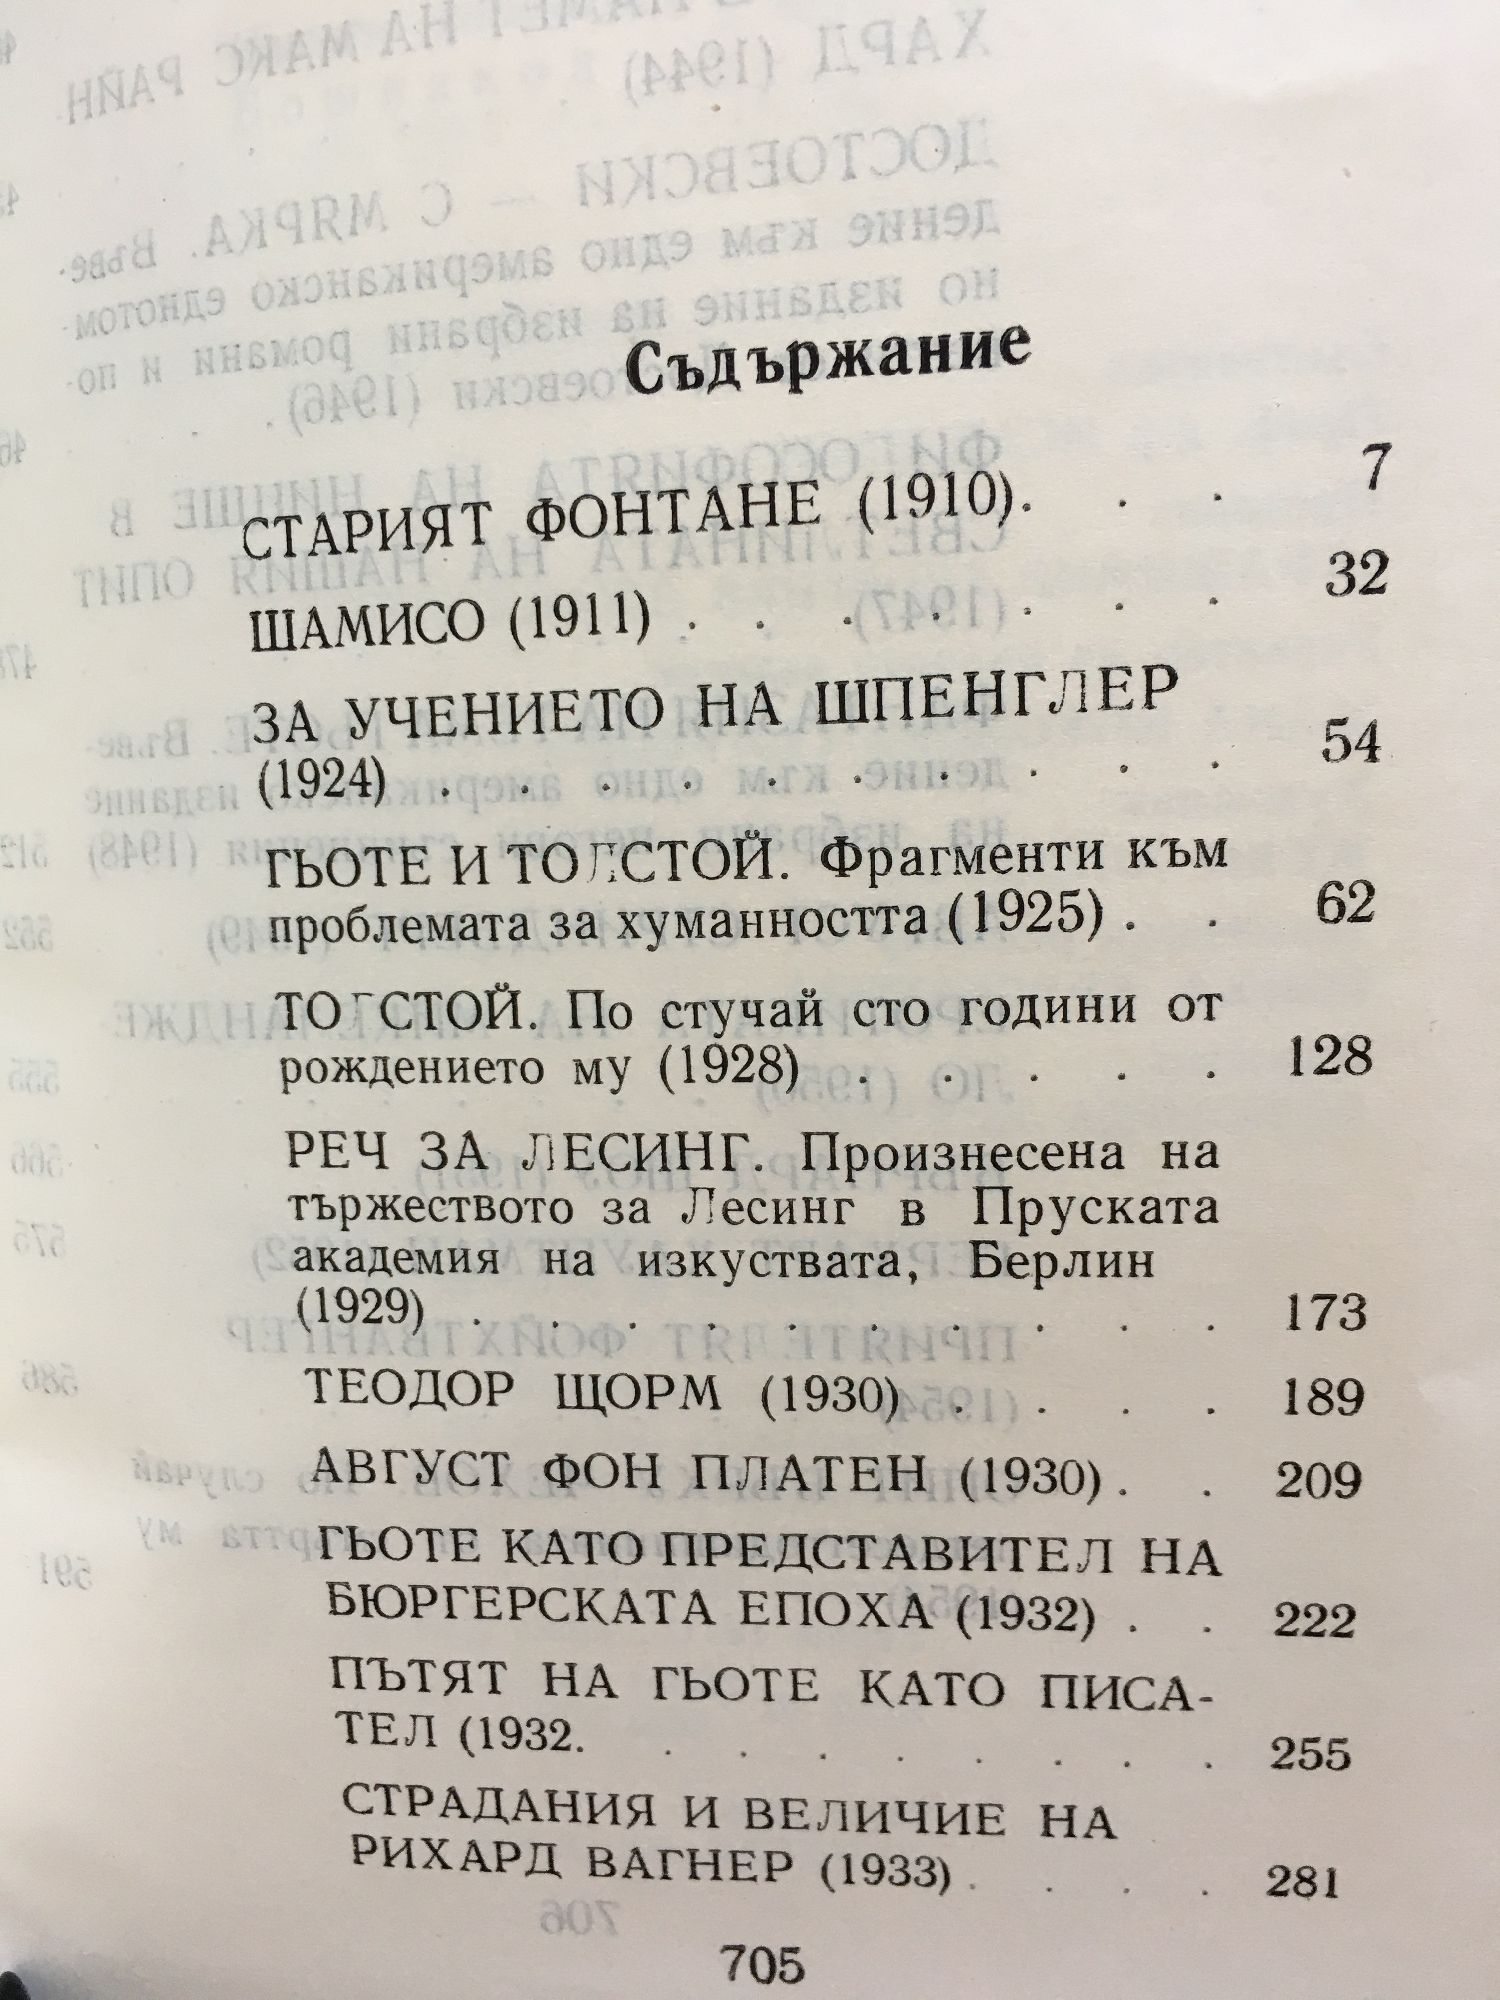 Съдържание
СТАРИЯТ ФОНТАНЕ (1910). . . 7
ШАМИСО (1911) . . . . . . . 32
ЗА УЧЕНИЕТО НА ШПЕНГЛЕР
(1924) . . . . . . . . . . 54
ГЬОТЕ И ТОЛСТОЙ. Фрагменти към
проблемата за хуманността (1925) . . 62
ТОЛСТОЙ. По случай сто години от
рождението му (1928) . . . . . 128
РЕЧ ЗА ЛЕСИНГ. Произнесена на
тържеството за Лесинг в Пруската
академия на изкуствата, Берлин
(1929) . . . . . . . . . . 173
ТЕОДОР ЩОРМ (1930) . . . . 189
АВГУСТ ФОН ПЛАТЕН (1930) . . 209
ГЬОТЕ КАТО ПРЕДСТАВИТЕЛ НА
БЮРГЕРСКАТА ЕПОХА (1932) . . 222
ПЪТЯТ НА ГЬОТЕ КАТО ПИСА-
ТЕЛ (1932. . . . . . . . . 255
СТРАДАНИЯ И ВЕЛИЧИЕ НА
РИХАРД ВАГНЕР (1933) . . . . 281
705